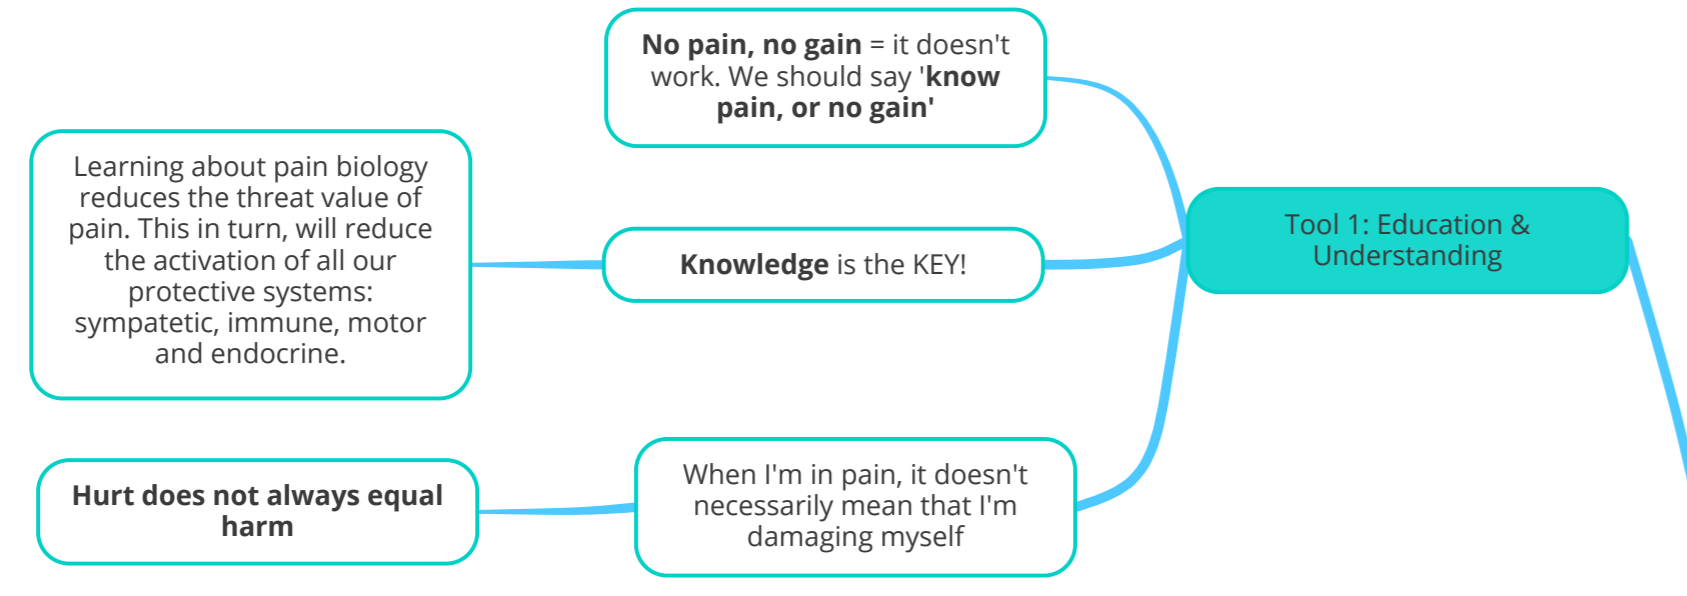 No pain, no gain = it doesn't
work. We should say 'know
pain, or no gain'
Learning about pain biology
reduces the threat value of
pain. This in turn, will reduce
the activation of all our
protective systems:
sympatetic, immune, motor
and endocrine.
Knowledge is the KEY!
Tool 1: Education &
Understanding
Hurt does not always equal
harm
When I'm in pain, it doesn't
necessarily mean that I'm
damaging myself